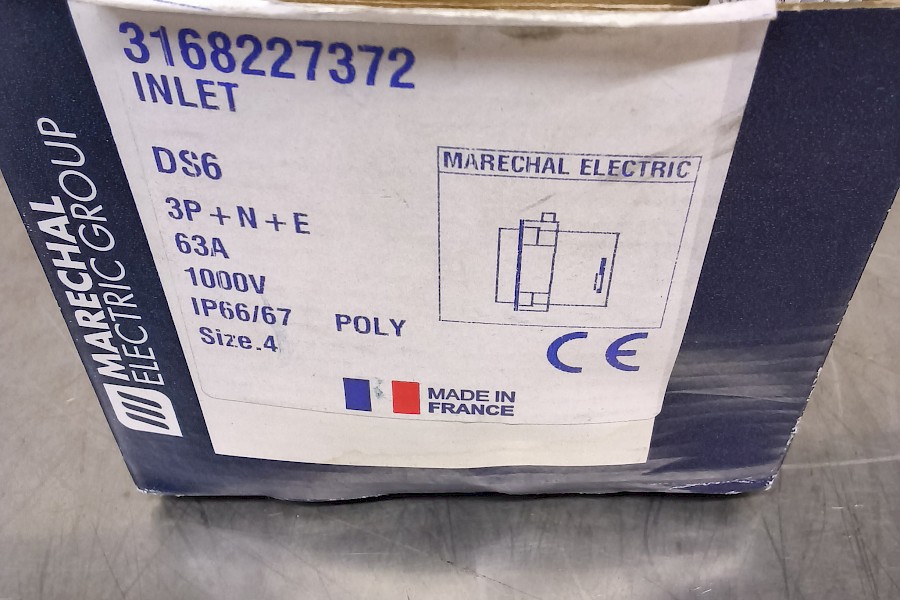 3168227372
INLET
DS6
3P + N + E
63A
1000V
IP66/67
POLY
Size.4
MARECHAL ELECTRIC
CE
MADE IN
FRANCE
MARECHAL
ELECTRIC GROUP